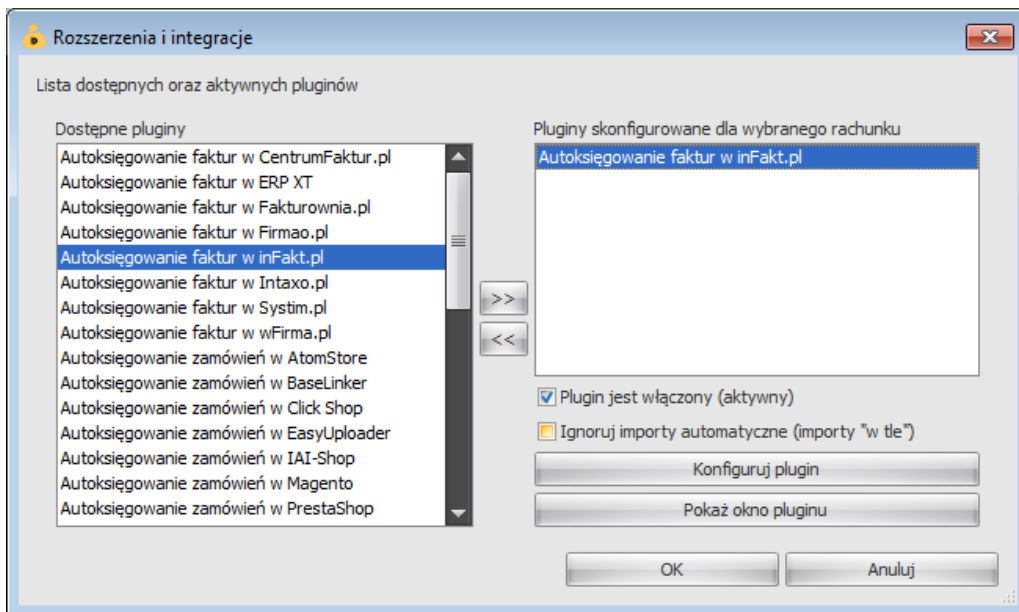 Rozszerzenia i integracje
Lista dostępnych oraz aktywnych pluginów
Dostępne pluginy
Autoksięgowanie faktur w CentrumFaktur.pl
Autoksięgowanie faktur w ERP XT
Autoksięgowanie faktur w Fakturownia.pl
Autoksięgowanie faktur w Firmao.pl
Autoksięgowanie faktur w inFakt.pl
Autoksięgowanie faktur w Intaxo.pl
Autoksięgowanie faktur w Systim.pl
Autoksięgowanie faktur w wFirma.pl
Autoksięgowanie zamówień w AtomStore
Autoksięgowanie zamówień w BaseLinker
Autoksięgowanie zamówień w Click Shop
Autoksięgowanie zamówień w EasyUploader
Autoksięgowanie zamówień w IAI-Shop
Autoksięgowanie zamówień w Magento
Autoksięgowanie zamówień w PrestaShop
>>
<<
Pluginy skonfigurowane dla wybranego rachunku
Autoksięgowanie faktur w inFakt.pl
Plugin jest włączony (aktywny)
Ignoruj importy automatyczne (importy "w tle")
Konfiguruj plugin
Pokaż okno pluginu
OK
Anuluj